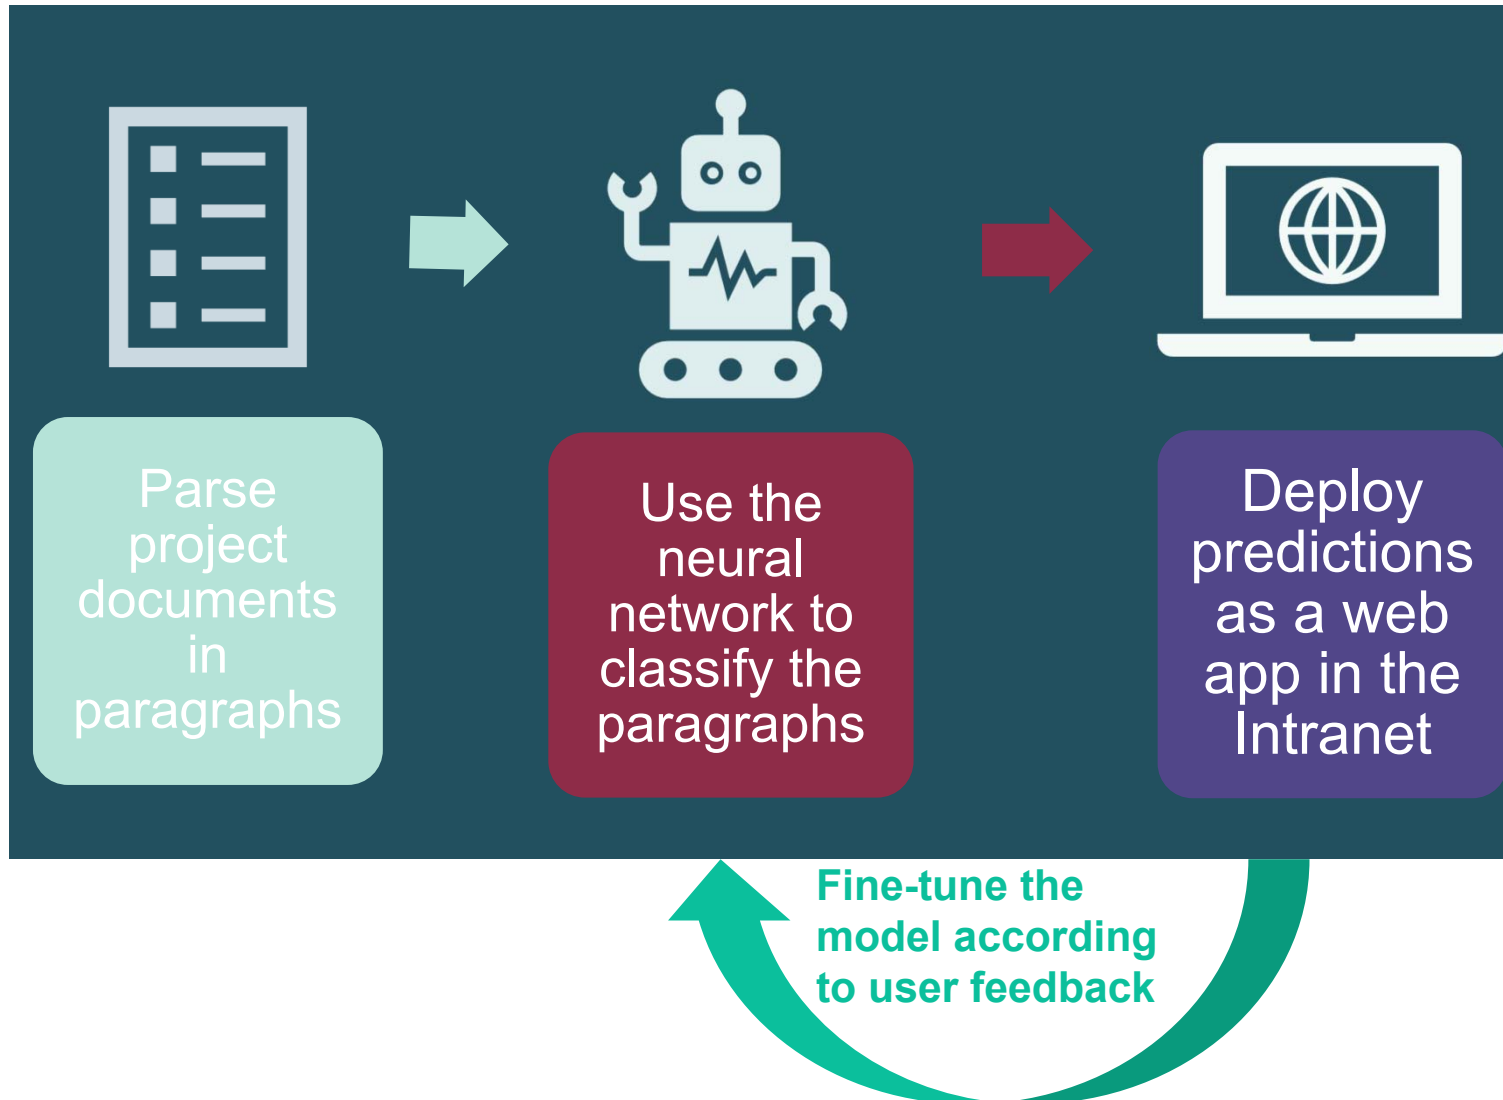 Parse
project
documents
in
paragraphs
Use the
neural
network to
classify the
paragraphs
Deploy
predictions
as a web
app in the
Intranet
Fine-tune the
model according
to user feedback